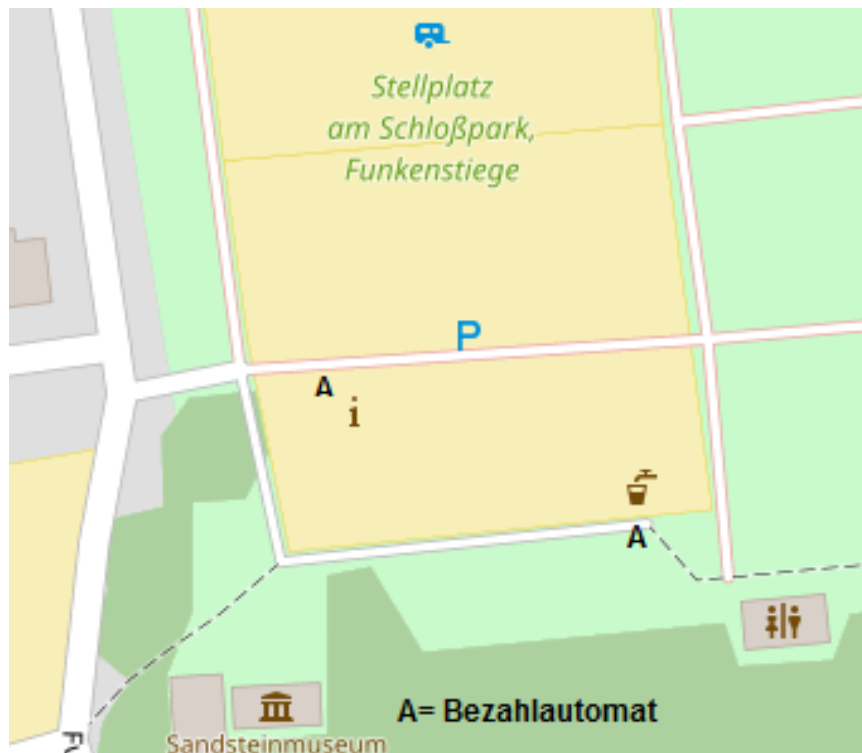 Stellplatz
am Schloßpark,
Funkenstiege
P
A
i
A
A= Bezahlautomat
Sandsteinmuseum